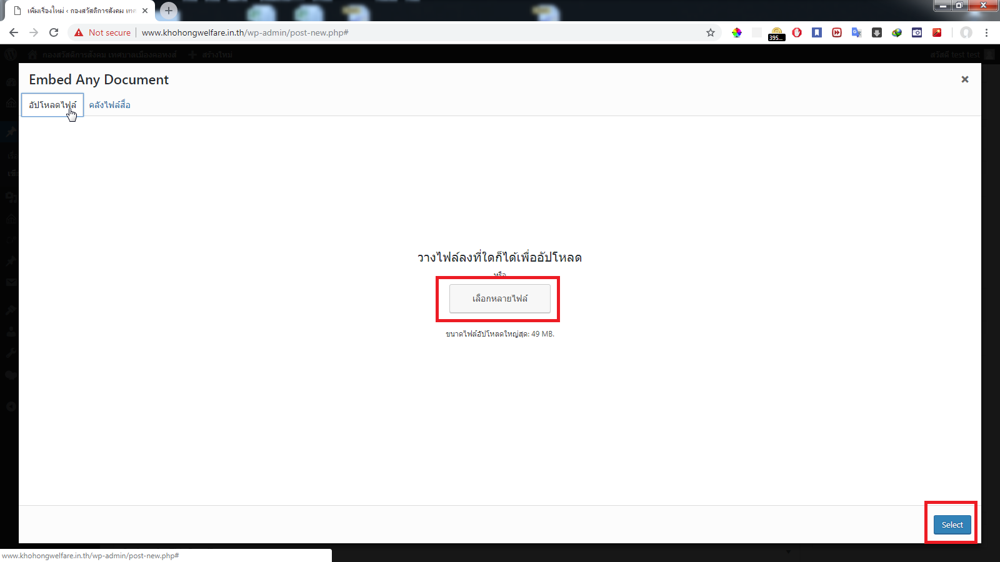 เพิ่มเรื่องใหม่ ‹ กองสวัสดิการสังคม เทศ
Not secure
www.khohongwelfare.in.th/wp-admin/post-new.php#
395...
กองสวัสดิการสังคม เทศบาลเมืองคอหงส์
สร้างใหม่
สวัสดี test test
Embed Any Document
อัปโหลดไฟล์
คลังไฟล์สื่อ
วางไฟล์ลงที่ใดก็ได้เพื่ออัปโหลด
หรือ
เลือกหลายไฟล์
ขนาดไฟล์อัปโหลดใหญ่สุด: 49 MB.
Select
www.khohongwelfare.in.th/wp-admin/post-new.php#